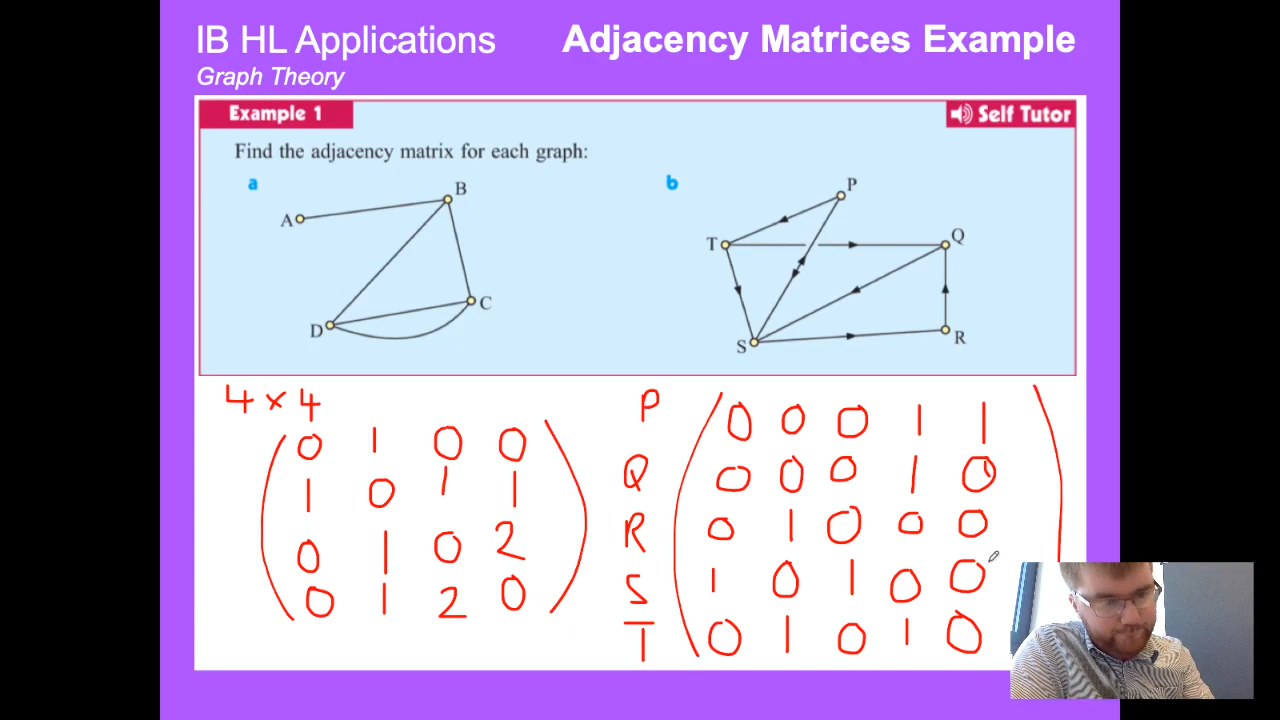 IB HL Applications
Adjacency Matrices Example
Graph Theory
Example 1
Self Tutor
Find the adjacency matrix for each graph:
a
A
B
C
D
b
P
T
Q
S
R
4 × 4
0 1 0 0
1 0 1 1
0 1 0 2
0 1 2 0
P 0 0 0 1 1
Q 0 0 0 1 0
R 0 1 0 0 0
S 1 0 1 0 0
T 0 1 0 1 0